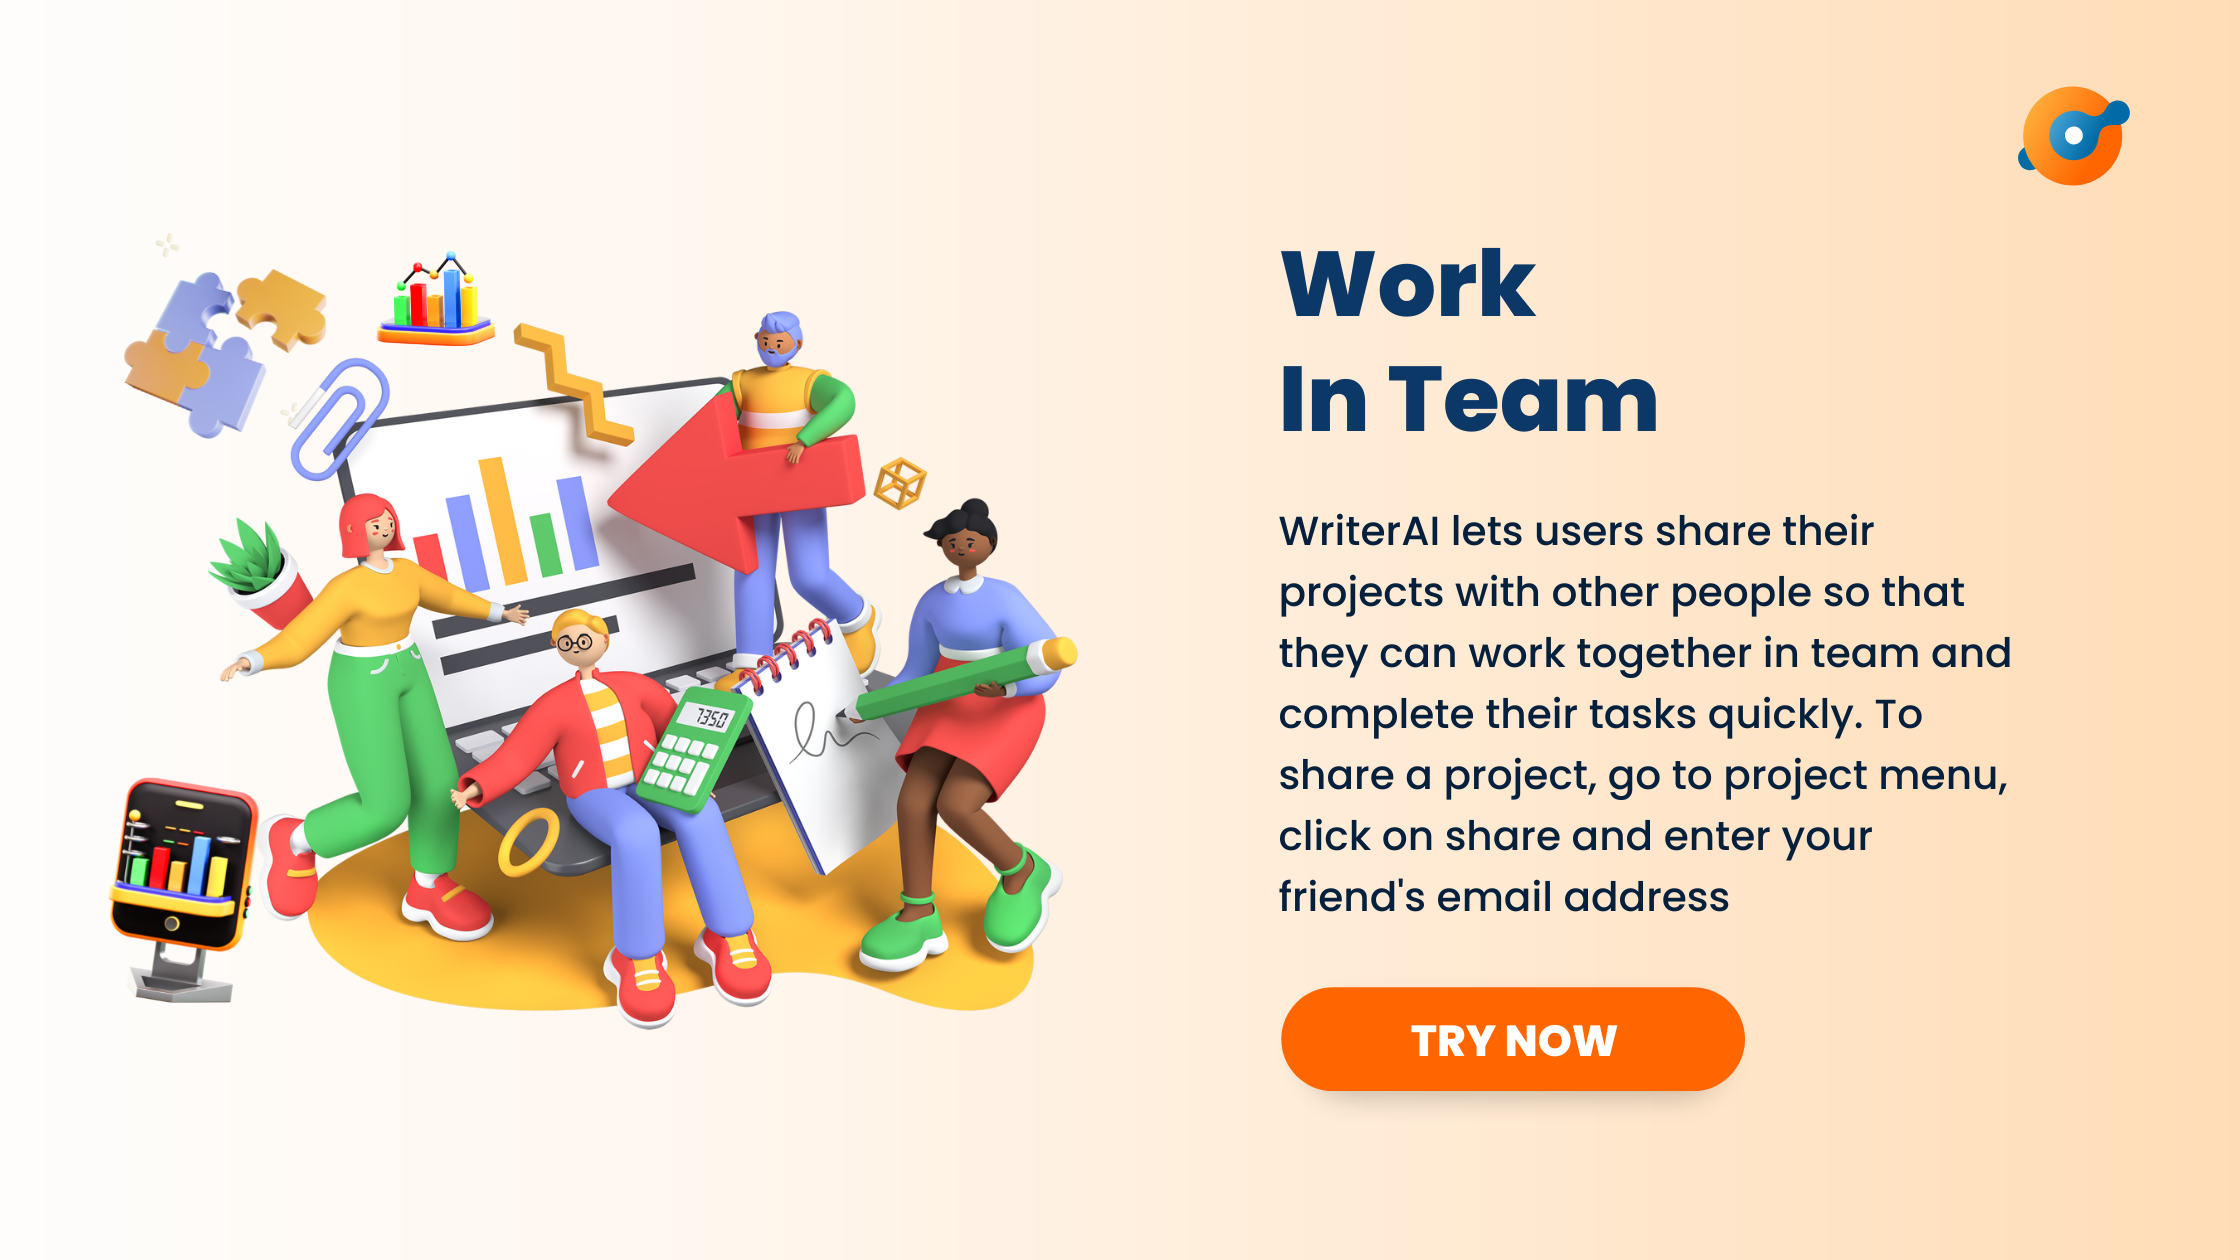 Work
In Team
WriterAI lets users share their
projects with other people so that
they can work together in team and
complete their tasks quickly. To
share a project, go to project menu,
click on share and enter your
friend's email address
TRY NOW
7350